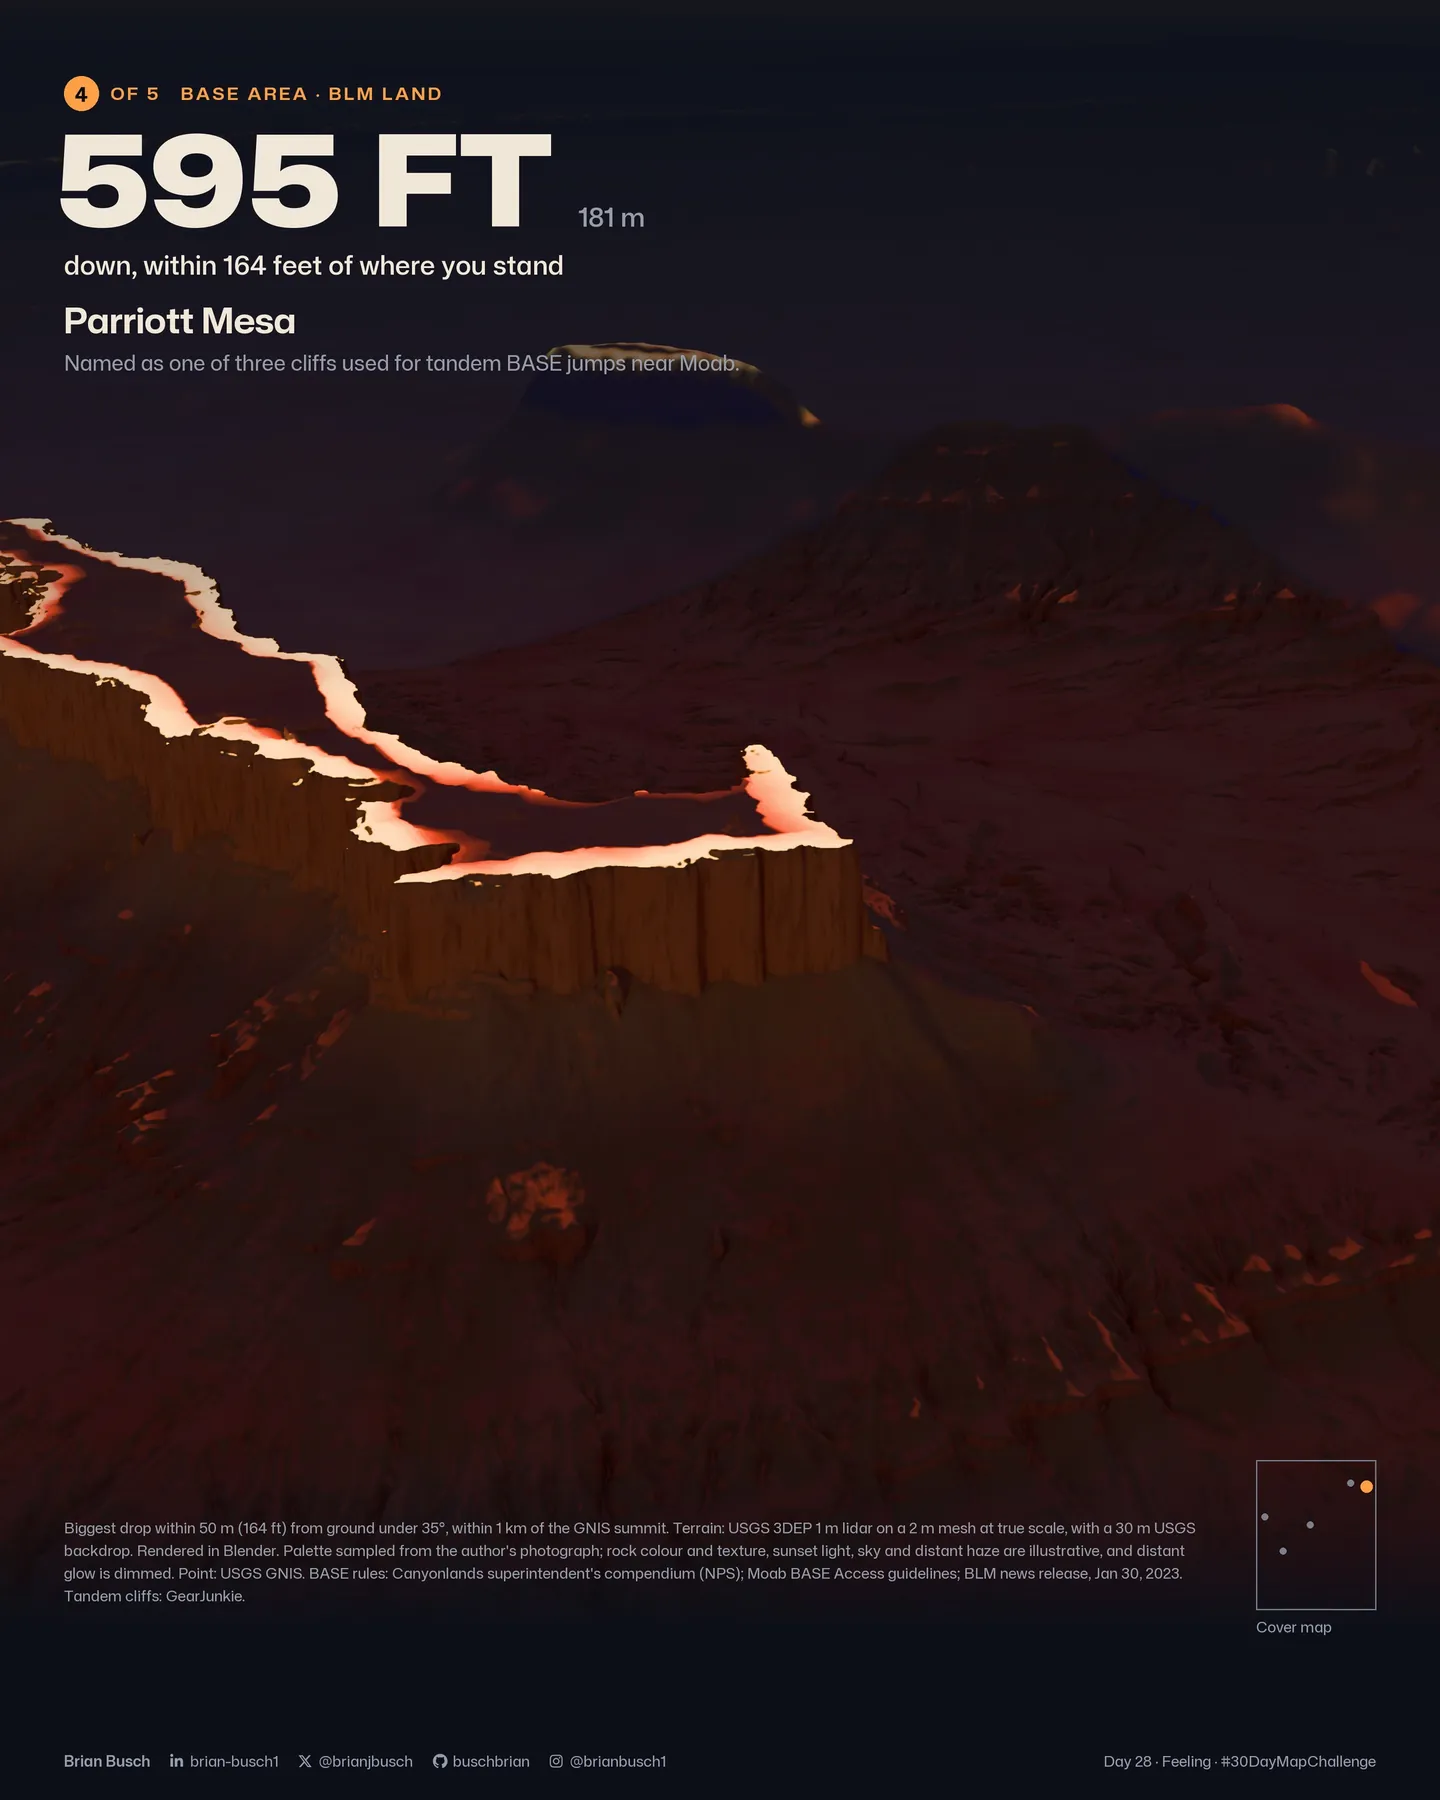 4 OF 5 BASE AREA · BLM LAND
595 FT 181 m
down, within 164 feet of where you stand
Parriott Mesa
Named as one of three cliffs used for tandem BASE jumps near Moab.
Biggest drop within 50 m (164 ft) from ground under 35°, within 1 km of the GNIS summit. Terrain: USGS 3DEP 1 m lidar on a 2 m mesh at true scale, with a 30 m USGS
backdrop. Rendered in Blender. Palette sampled from the author's photograph; rock colour and texture, sunset light, sky and distant haze are illustrative, and distant
glow is dimmed. Point: USGS GNIS. BASE rules: Canyonlands superintendent's compendium (NPS); Moab BASE Access guidelines; BLM news release, Jan 30, 2023.
Tandem cliffs: GearJunkie.
Cover map
Brian Busch brian-busch1 @brianjbusch buschbrian @brianbusch1
Day 28 · Feeling · #30DayMapChallenge